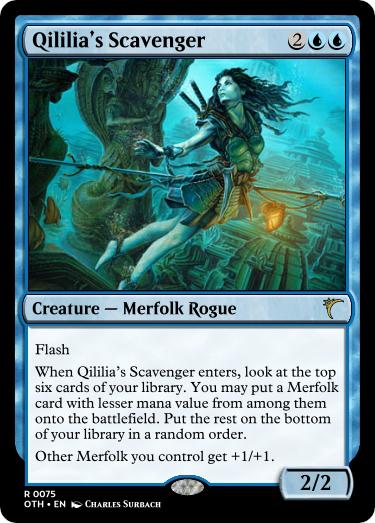 Qililia's Scavenger 2
Creature — Merfolk Rogue
Flash
When Qililia's Scavenger enters, look at the top
six cards of your library. You may put a Merfolk
card with lesser mana value from among them
onto the battlefield. Put the rest on the bottom
of your library in a random order.
Other Merfolk you control get +1/+1.
2/2
R 0075
OTH • EN Charles Surbach